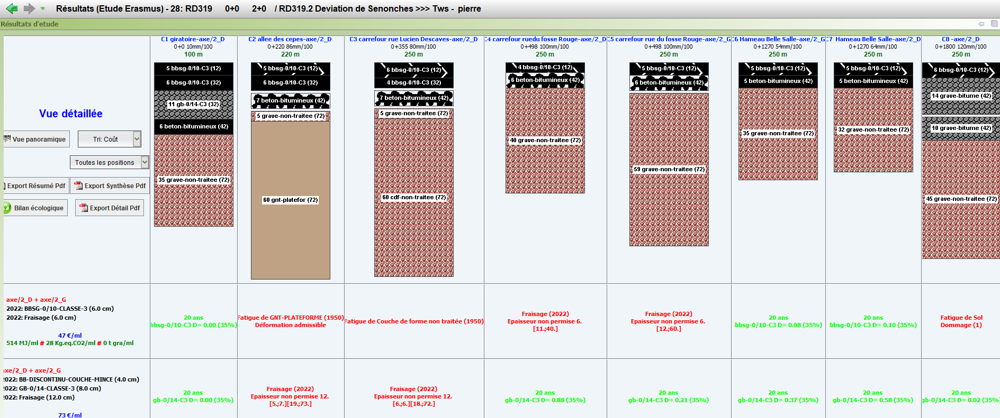 Résultats (Etude Erasmus) - 28: RD319 0+0 2+0 / RD319.2 Deviation de Senonches >>> Tws - pierre
Résultats d'etude
C1 giratoire-axe/2_D
0+0 10mm/100
100 m
5 bbsg-0/10-C3 (12)
6 bbsg-0/10-C3 (32)
11 gb-0/14-C3 (32)
6 beton-bitumineux (42)
35 grave-non-traitee (72)
C2 allee des cepes-axe/2_D
0+220 86mm/100
220 m
5 bbsg-0/10-C3 (12)
6 bbsg-0/10-C3 (32)
7 beton-bitumineux (42)
5 grave-non-traitee (72)
60 gnt-platefor (72)
C3 carrefour rue Lucien Descaves-axe/2_D
0+355 80mm/100
250 m
6 bbsg-0/10-C3 (12)
4 bbsg-0/10-C3 (32)
7 beton-bitumineux (42)
5 grave-non-traitee (72)
60 cdf-non-traitee (72)
C4 carrefour ruedu fosse Rouge-axe/2_D
0+498 100mm/100
250 m
4 bbsg-0/10-C3 (12)
6 beton-bitumineux (42)
40 grave-non-traitee (72)
C5 carrefour rue du fosse Rouge-axe/2_G
0+498 100mm/100
250 m
5 bbsg-0/10-C3 (12)
6 beton-bitumineux (42)
59 grave-non-traitee (72)
C6 Hameau Belle Salle-axe/2_G
0+1270 54mm/100
250 m
5 bbsg-0/10-C3 (12)
5 beton-bitumineux (42)
35 grave-non-traitee (72)
C7 Hameau Belle Salle-axe/2_D
0+1270 64mm/100
250 m
5 bbsg-0/10-C3 (12)
5 beton-bitumineux (42)
32 grave-non-traitee (72)
C8 -axe/2_D
0+1800 120mm/100
250 m
6 bbsg-0/10-C3 (12)
14 grave-bitume (42)
10 grave-bitume (42)
45 grave-non-traitee (72)
Vue détaillée
Vue panoramique
Tri: Coût
Toutes les positions
Export Résumé Pdf
Export Synthèse Pdf
Bilan écologique
Export Détail Pdf
axe/2_D + axe/2_G
2022: BBSG-0/10-CLASSE-3 (6.0 cm)
2022: Fraisage (6.0 cm)
47 €/ml
514 MJ/ml # 28 Kg.eq.CO2/ml # 0 t gra/ml
20 ans
bbsg-0/10-C3 D= 0.00 (35%)
Fatigue de GNT-PLATEFORME (1950)
Déformation admissible
Fatigue de Couche de forme non traitée (1950)
Fraisage (2022)
Epaisseur non permise 6.
[11.;40.]
Fraisage (2022)
Epaisseur non permise 6.
[12.;60.]
20 ans
bbsg-0/10-C3 D= 0.08 (35%)
20 ans
bbsg-0/10-C3 D= 0.10 (35%)
Fatigue de Sol
Dommage (1)
axe/2_D + axe/2_G
2022: BB-DISCONTINU-COUCHE-MINCE (4.0 cm)
2022: GB-0/14-CLASSE-3 (8.0 cm)
2022: Fraisage (12.0 cm)
73 €/ml
20 ans
gb-0/14-C3 D= 0.00 (35%)
Fraisage (2022)
Epaisseur non permise 12.
[5.;7.][19.;73.]
Fraisage (2022)
Epaisseur non permise 12.
[6.;6.][18.;72.]
20 ans
gb-0/14-C3 D= 0.88 (35%)
20 ans
gb-0/14-C3 D= 0.21 (35%)
20 ans
gb-0/14-C3 D= 0.37 (35%)
20 ans
gb-0/14-C3 D= 0.58 (35%)
20 ans
gb-0/14-C3 D= 0.02 (35%)